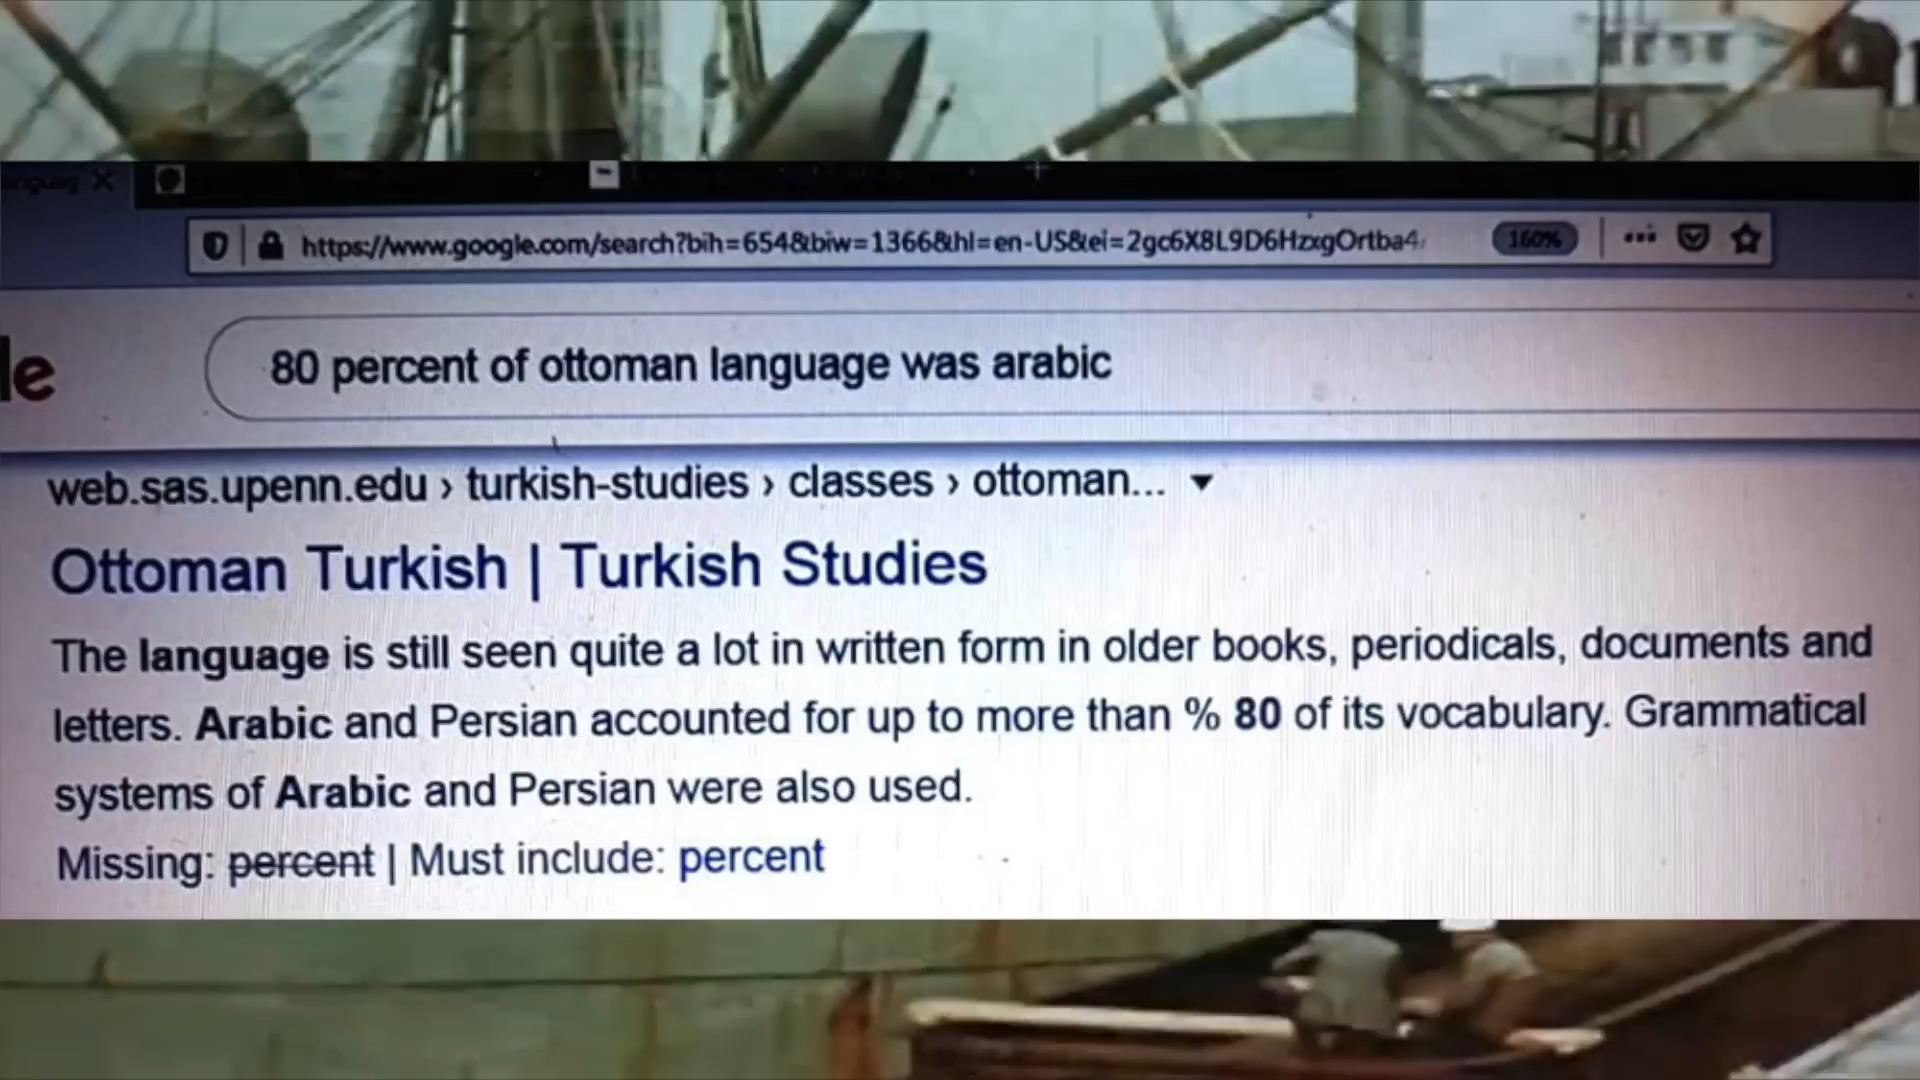 https://www.google.com/search?bih=654&biw=1366&hl=en-US&ei=2gc6X8L9D6HzxgOrtba4
160%
le
80 percent of ottoman language was arabic
web.sas.upenn.edu › turkish-studies › classes › ottoman...
Ottoman Turkish | Turkish Studies
The language is still seen quite a lot in written form in older books, periodicals, documents and
letters. Arabic and Persian accounted for up to more than % 80 of its vocabulary. Grammatical
systems of Arabic and Persian were also used.
Missing: percent | Must include: percent